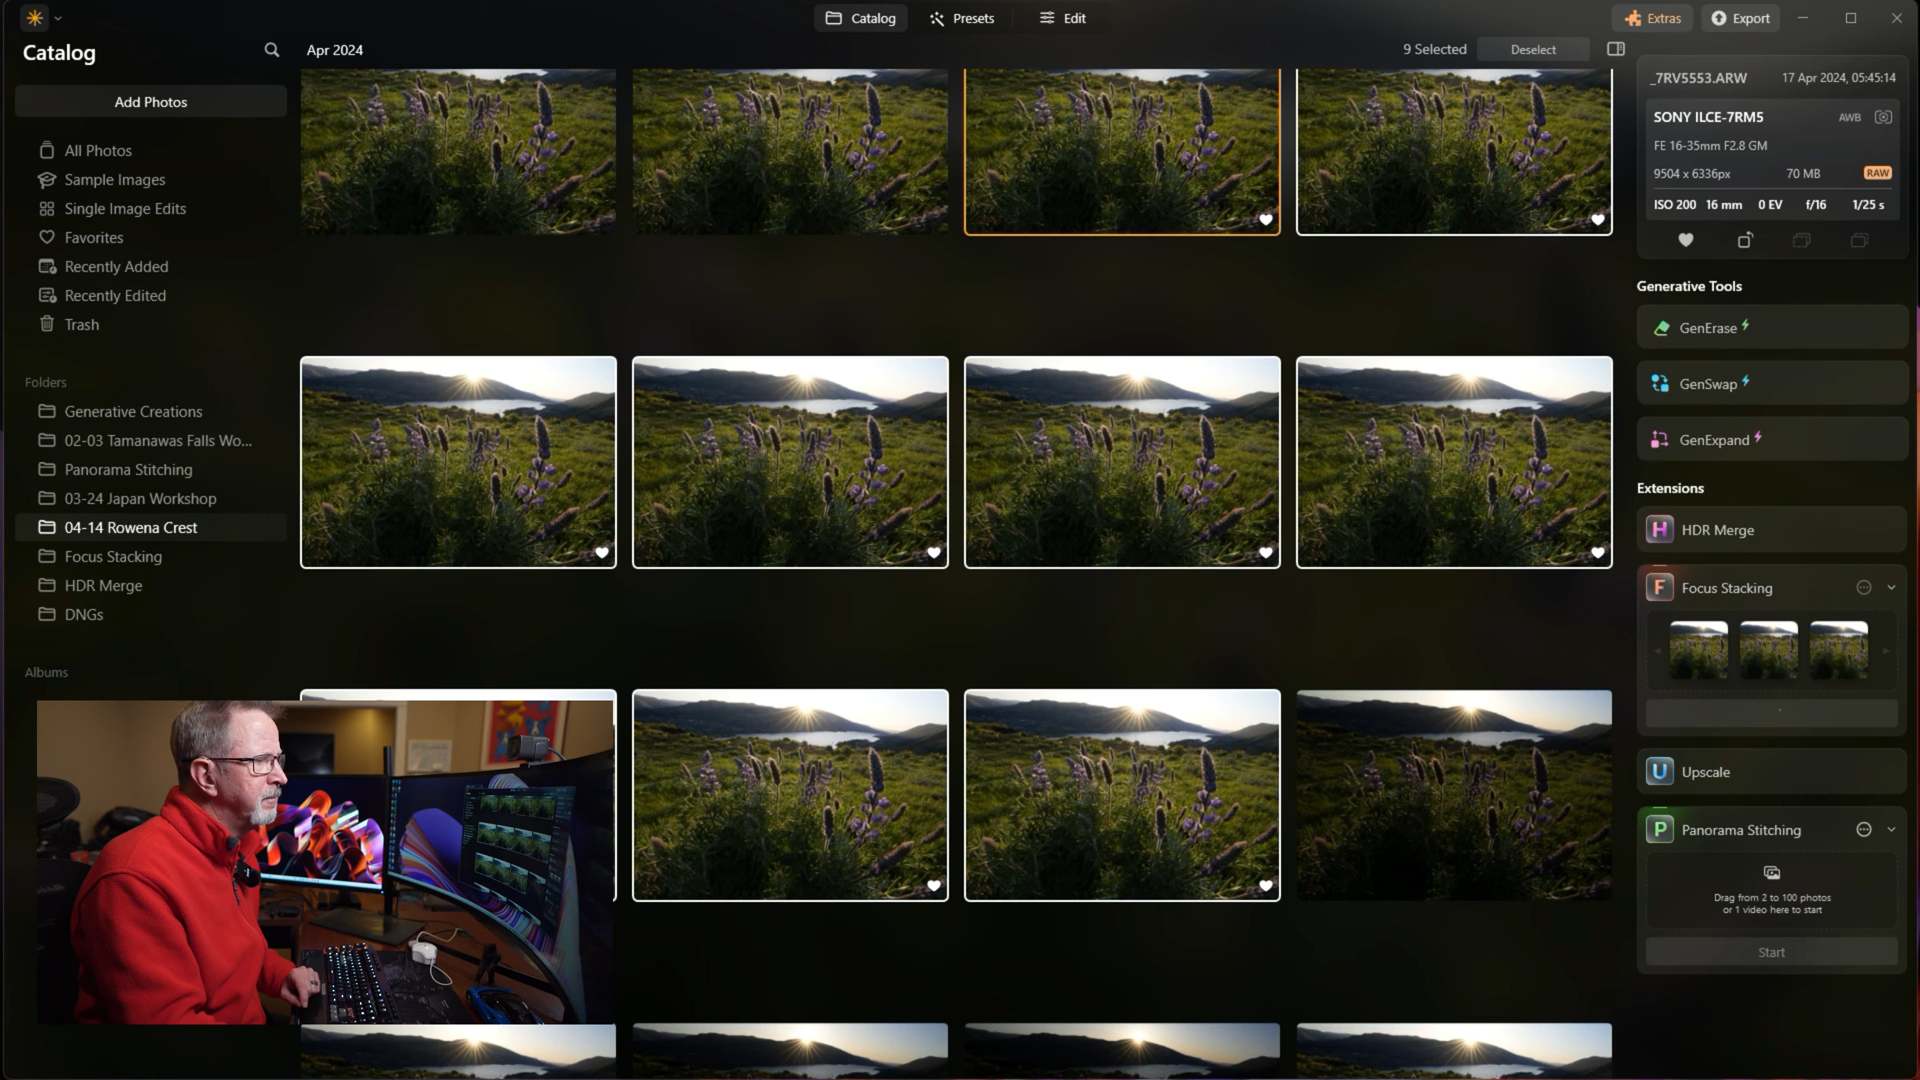 Catalog
Presets
Edit
Extras
Export
Catalog
Apr 2024
9 Selected
Deselect
Add Photos
All Photos
Sample Images
Single Image Edits
Favorites
Recently Added
Recently Edited
Trash
Folders
Generative Creations
02-03 Tamanawas Falls Wo...
Panorama Stitching
03-24 Japan Workshop
04-14 Rowena Crest
Focus Stacking
HDR Merge
DNGs
Albums
_7RV5553.ARW 17 Apr 2024, 05:45:14
SONY ILCE-7RM5 AWB
FE 16-35mm F2.8 GM
9504 x 6336px 70 MB RAW
ISO 200 16 mm 0 EV f/16 1/25 s
Generative Tools
GenErase
GenSwap
GenExpand
Extensions
H HDR Merge
F Focus Stacking
U Upscale
P Panorama Stitching
Drag from 2 to 100 photos
or 1 video here to start
Start